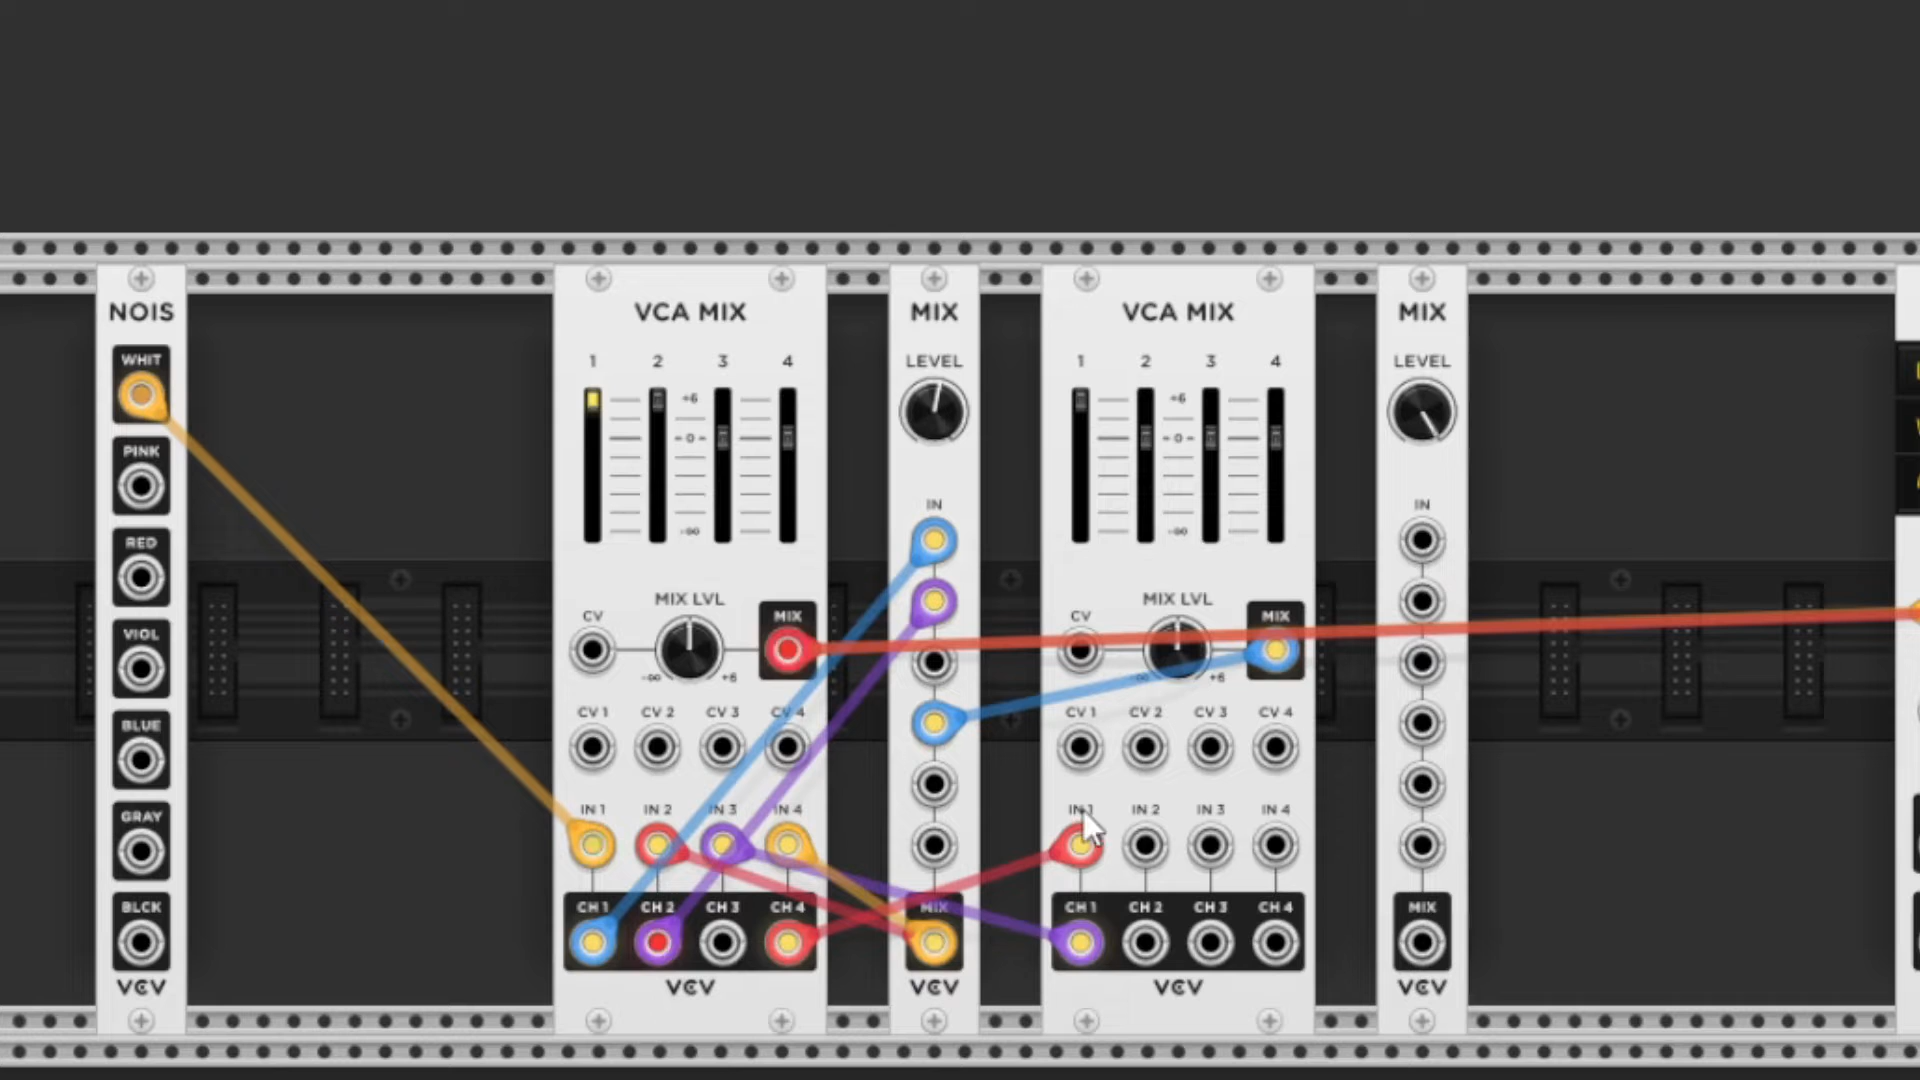 NOIS
WHIT
PINK
RED
VIOL
BLUE
GRAY
BLCK
VCV
VCA MIX
1 2 3 4
+6
-0-
-∞
MIX LVL
CV
MIX
-∞ +6
CV 1 CV 2 CV 3 CV 4
IN 1 IN 2 IN 3 IN 4
CH 1 CH 2 CH 3 CH 4
VCV
MIX
LEVEL
IN
MIX
VCV
VCA MIX
1 2 3 4
+6
-0-
-∞
MIX LVL
CV
MIX
-∞ +6
CV 1 CV 2 CV 3 CV 4
IN 1 IN 2 IN 3 IN 4
CH 1 CH 2 CH 3 CH 4
VCV
MIX
LEVEL
IN
MIX
VCV